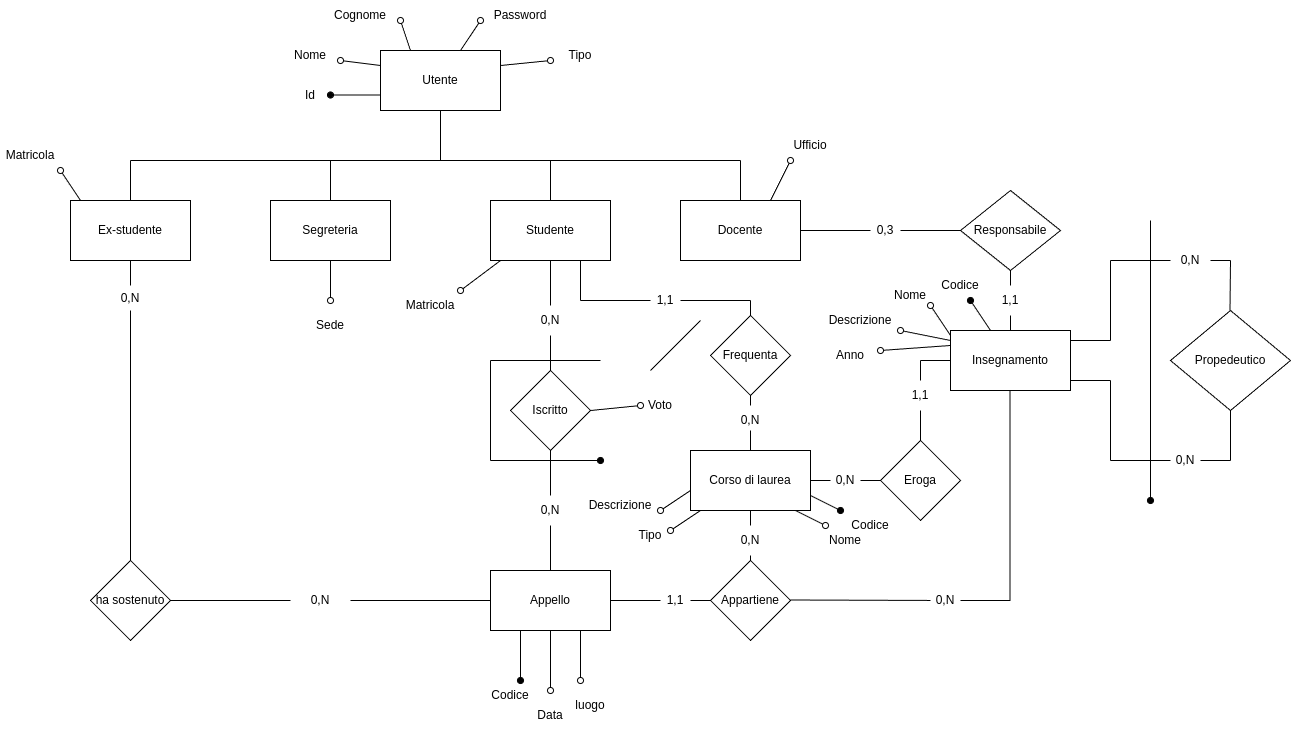 Cognome
Password
Nome
Tipo
Utente
Id
Ufficio
Matricola
Ex-studente
Segreteria
Studente
Docente
0,3
Responsabile
0,N
Codice
Nome
1,1
0,N
Matricola
1,1
Sede
0,N
Descrizione
Anno
Frequenta
Insegnamento
Propedeutico
1,1
Iscritto
Voto
0,N
0,N
Corso di laurea
0,N
Eroga
Descrizione
Codice
Tipo
Nome
0,N
0,N
ha sostenuto
0,N
Appello
1,1
Appartiene
0,N
Codice
Data
luogo